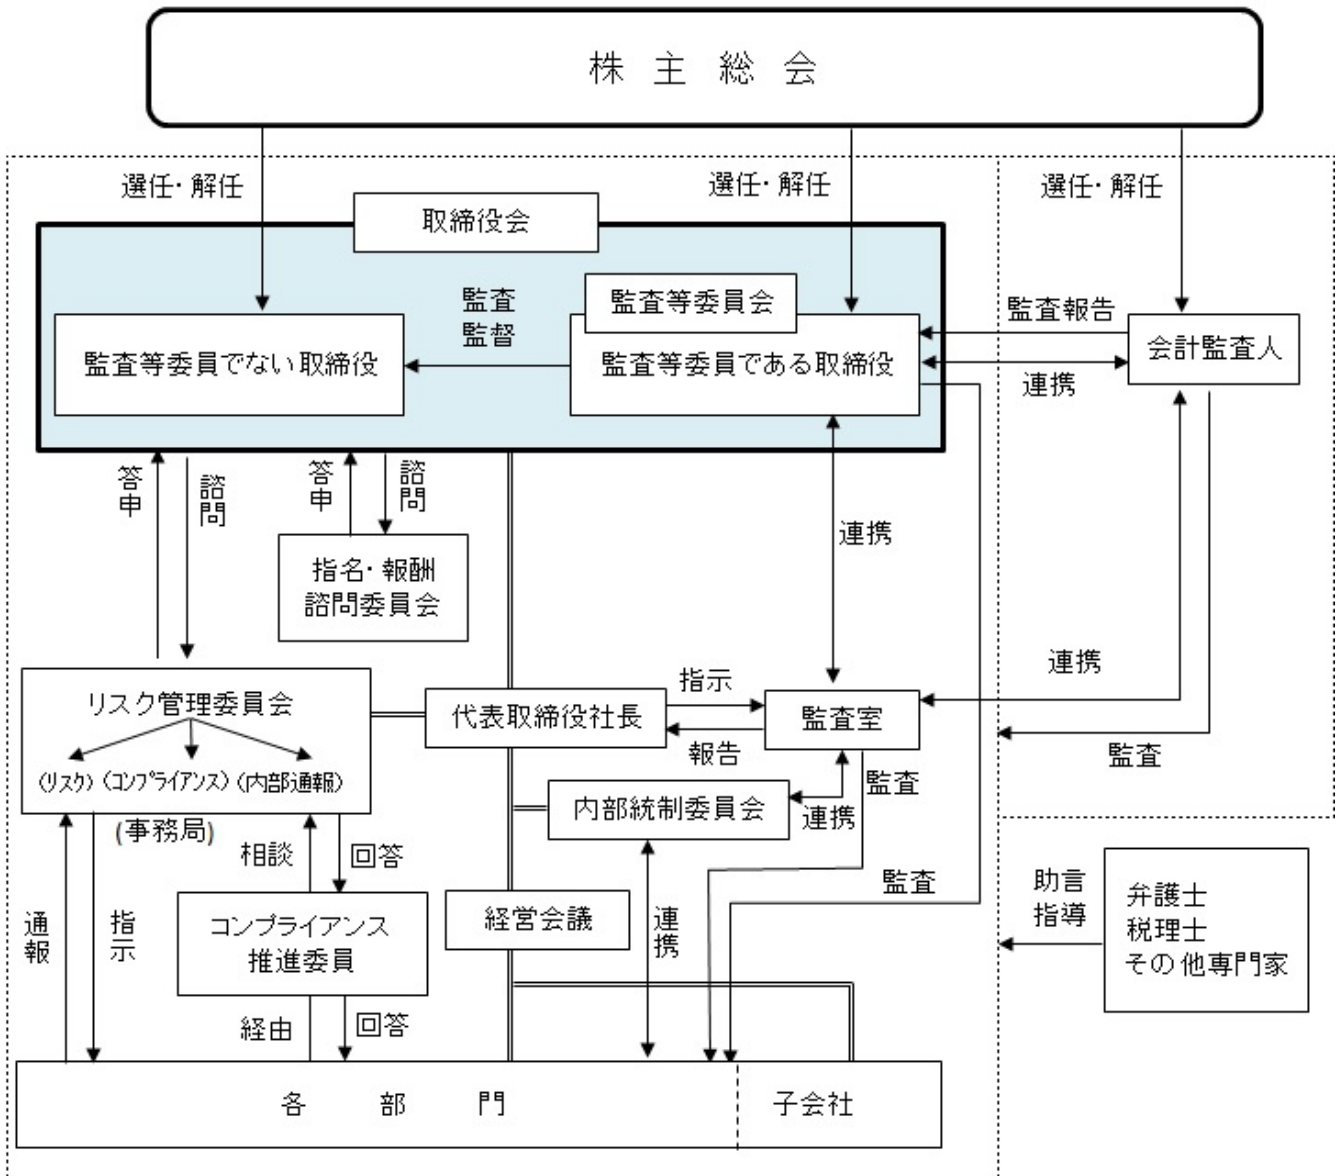 株主総会
選任・解任
選任・解任
選任・解任
取締役会
監査等委員会
監査
監督
監査報告
監査等委員でない取締役
監査等委員である取締役
会計監査人
連携
答申
諮問
答申
諮問
連携
指名・報酬
諮問委員会
連携
指示
リスク管理委員会
代表取締役社長
監査室
報告
監査
(リスク)(コンプライアンス)(内部通報)
監査
内部統制委員会
連携
(事務局)
相談
回答
監査
助言
指導
弁護士
税理士
その他専門家
通報
指示
コンプライアンス
推進委員
経営会議
連携
経由
回答
各部門
子会社